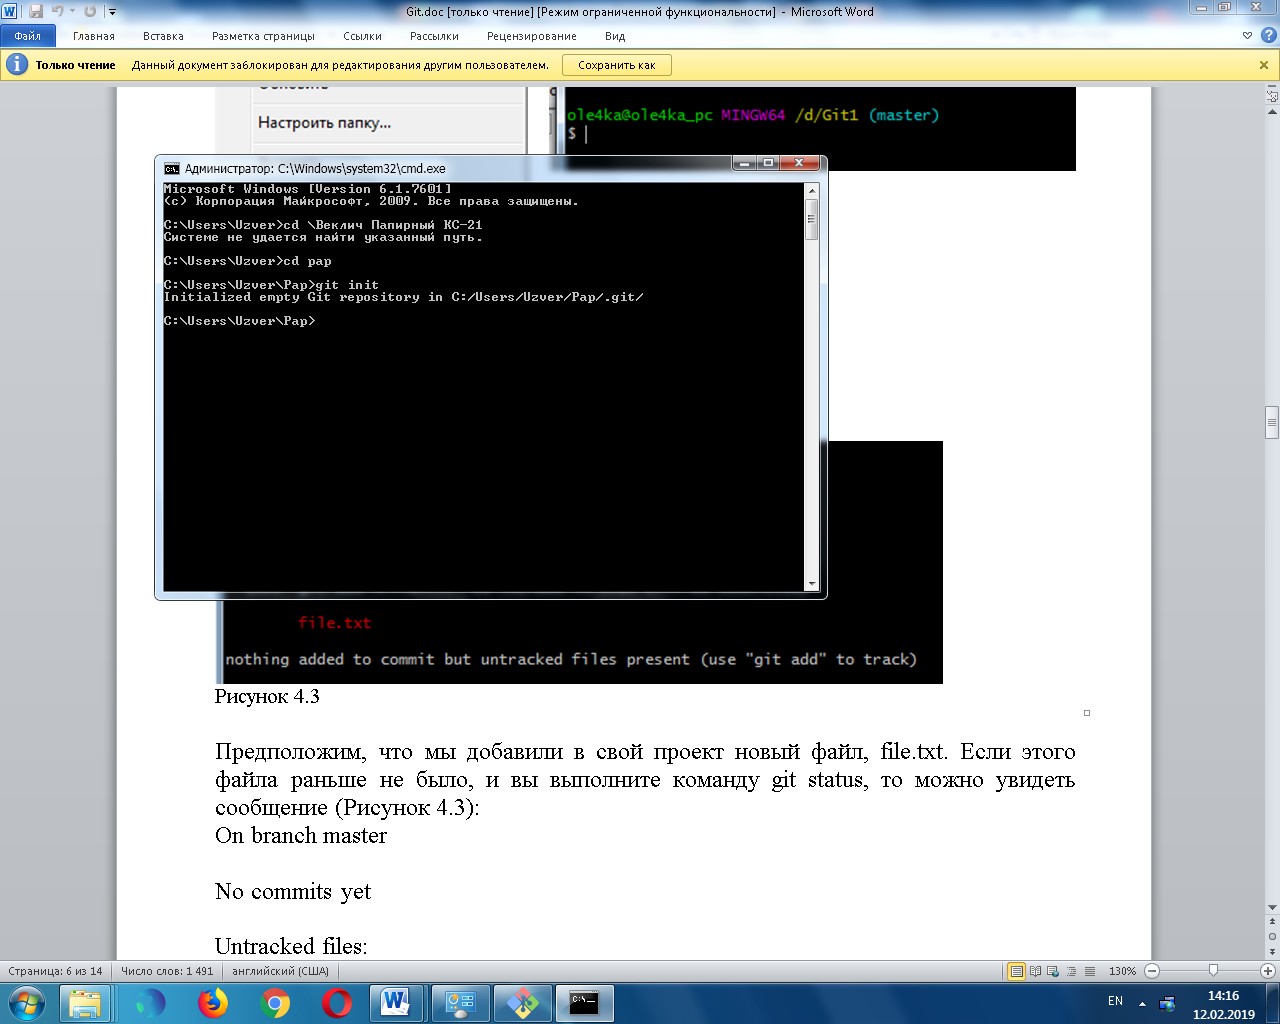 Git.doc [только чтение] [Режим ограниченной функциональности] - Microsoft Word
Файл Главная Вставка Разметка страницы Ссылки Рассылки Рецензирование Вид
Только чтение Данный документ заблокирован для редактирования другим пользователем. Сохранить как
Обновить
Настроить папку...
ole4ka@ole4ka_pc MINGW64 /d/Git1 (master)
$
Администратор: C:\Windows\system32\cmd.exe
Microsoft Windows [Version 6.1.7601]
(c) Корпорация Майкрософт, 2009. Все права защищены.
C:\Users\Uzver>cd \Веклич Папирный КС-21
Системе не удается найти указанный путь.
C:\Users\Uzver>cd pap
C:\Users\Uzver\Pap>git init
Initialized empty Git repository in C:/Users/Uzver/Pap/.git/
C:\Users\Uzver\Pap>
file.txt
nothing added to commit but untracked files present (use "git add" to track)
Рисунок 4.3
Предположим, что мы добавили в свой проект новый файл, file.txt. Если этого
файла раньше не было, и вы выполните команду git status, то можно увидеть
сообщение (Рисунок 4.3):
On branch master
No commits yet
Untracked files:
Страница: 6 из 14 Число слов: 1 491 английский (США) 130%
EN 14:16
12.02.2019